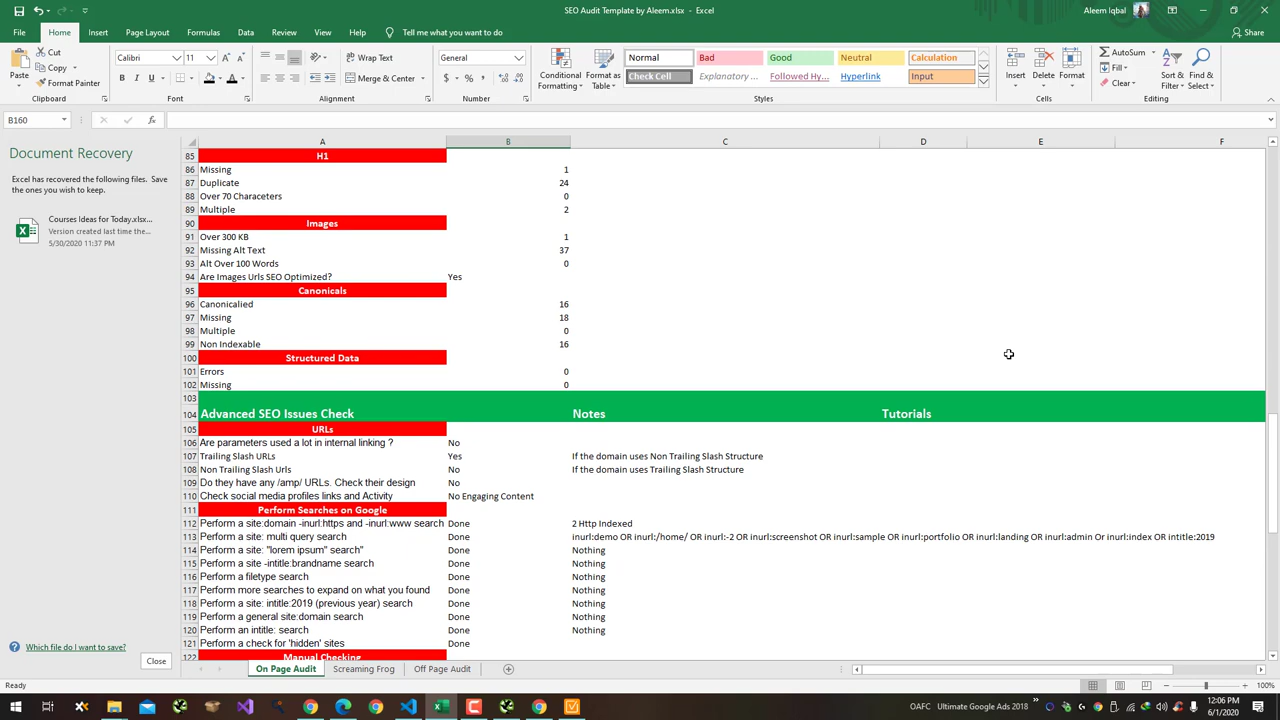 SEO Audit Template by Aleem.xlsx - Excel
Aleem Iqbal
File Home Insert Page Layout Formulas Data Review View Help Tell me what you want to do Share
Cut
Copy
Format Painter
Paste
Clipboard
Calibri 11
B I U
Font
Wrap Text
Merge & Center
Alignment
General
$ % ,
Number
Conditional Formatting
Format as Table
Normal Bad Good Neutral Calculation
Check Cell Explanatory ... Followed Hy... Hyperlink Input
Styles
Insert Delete Format
Cells
AutoSum
Fill
Clear
Sort & Filter
Find & Select
Editing
B160 fx
Document Recovery
Excel has recovered the following files. Save
the ones you wish to keep.
Courses Ideas for Today.xlsx...
Version created last time the...
5/30/2020 11:37 PM
Which file do I want to save?
Close
A B C D E F
85 H1
86 Missing 1
87 Duplicate 24
88 Over 70 Characeters 0
89 Multiple 2
90 Images
91 Over 300 KB 1
92 Missing Alt Text 37
93 Alt Over 100 Words 0
94 Are Images Urls SEO Optimized? Yes
95 Canonicals
96 Canonicalied 16
97 Missing 18
98 Multiple 0
99 Non Indexable 16
100 Structured Data
101 Errors 0
102 Missing 0
103
104 Advanced SEO Issues Check Notes Tutorials
105 URLs
106 Are parameters used a lot in internal linking ? No
107 Trailing Slash URLs Yes If the domain uses Non Trailing Slash Structure
108 Non Trailing Slash Urls No If the domain uses Trailing Slash Structure
109 Do they have any /amp/ URLs. Check their design No
110 Check social media profiles links and Activity No Engaging Content
111 Perform Searches on Google
112 Perform a site:domain -inurl:https and -inurl:www search Done 2 Http Indexed
113 Perform a site: multi query search Done inurl:demo OR inurl:/home/ OR inurl:-2 OR inurl:screenshot OR inurl:sample OR inurl:portfolio OR inurl:landing OR inurl:admin Or inurl:index OR intitle:2019
114 Perform a site: "lorem ipsum" search" Done Nothing
115 Perform a site -intitle:brandname search Done Nothing
116 Perform a filetype search Done Nothing
117 Perform more searches to expand on what you found Done Nothing
118 Perform a site: intitle:2019 (previous year) search Done Nothing
119 Perform a general site:domain search Done Nothing
120 Perform an intitle: search Done Nothing
121 Perform a check for 'hidden' sites Done
122 Manual Checking
On Page Audit Screaming Frog Off Page Audit
Ready
100%
OAFC Ultimate Google Ads 2018
12:06 PM
6/1/2020